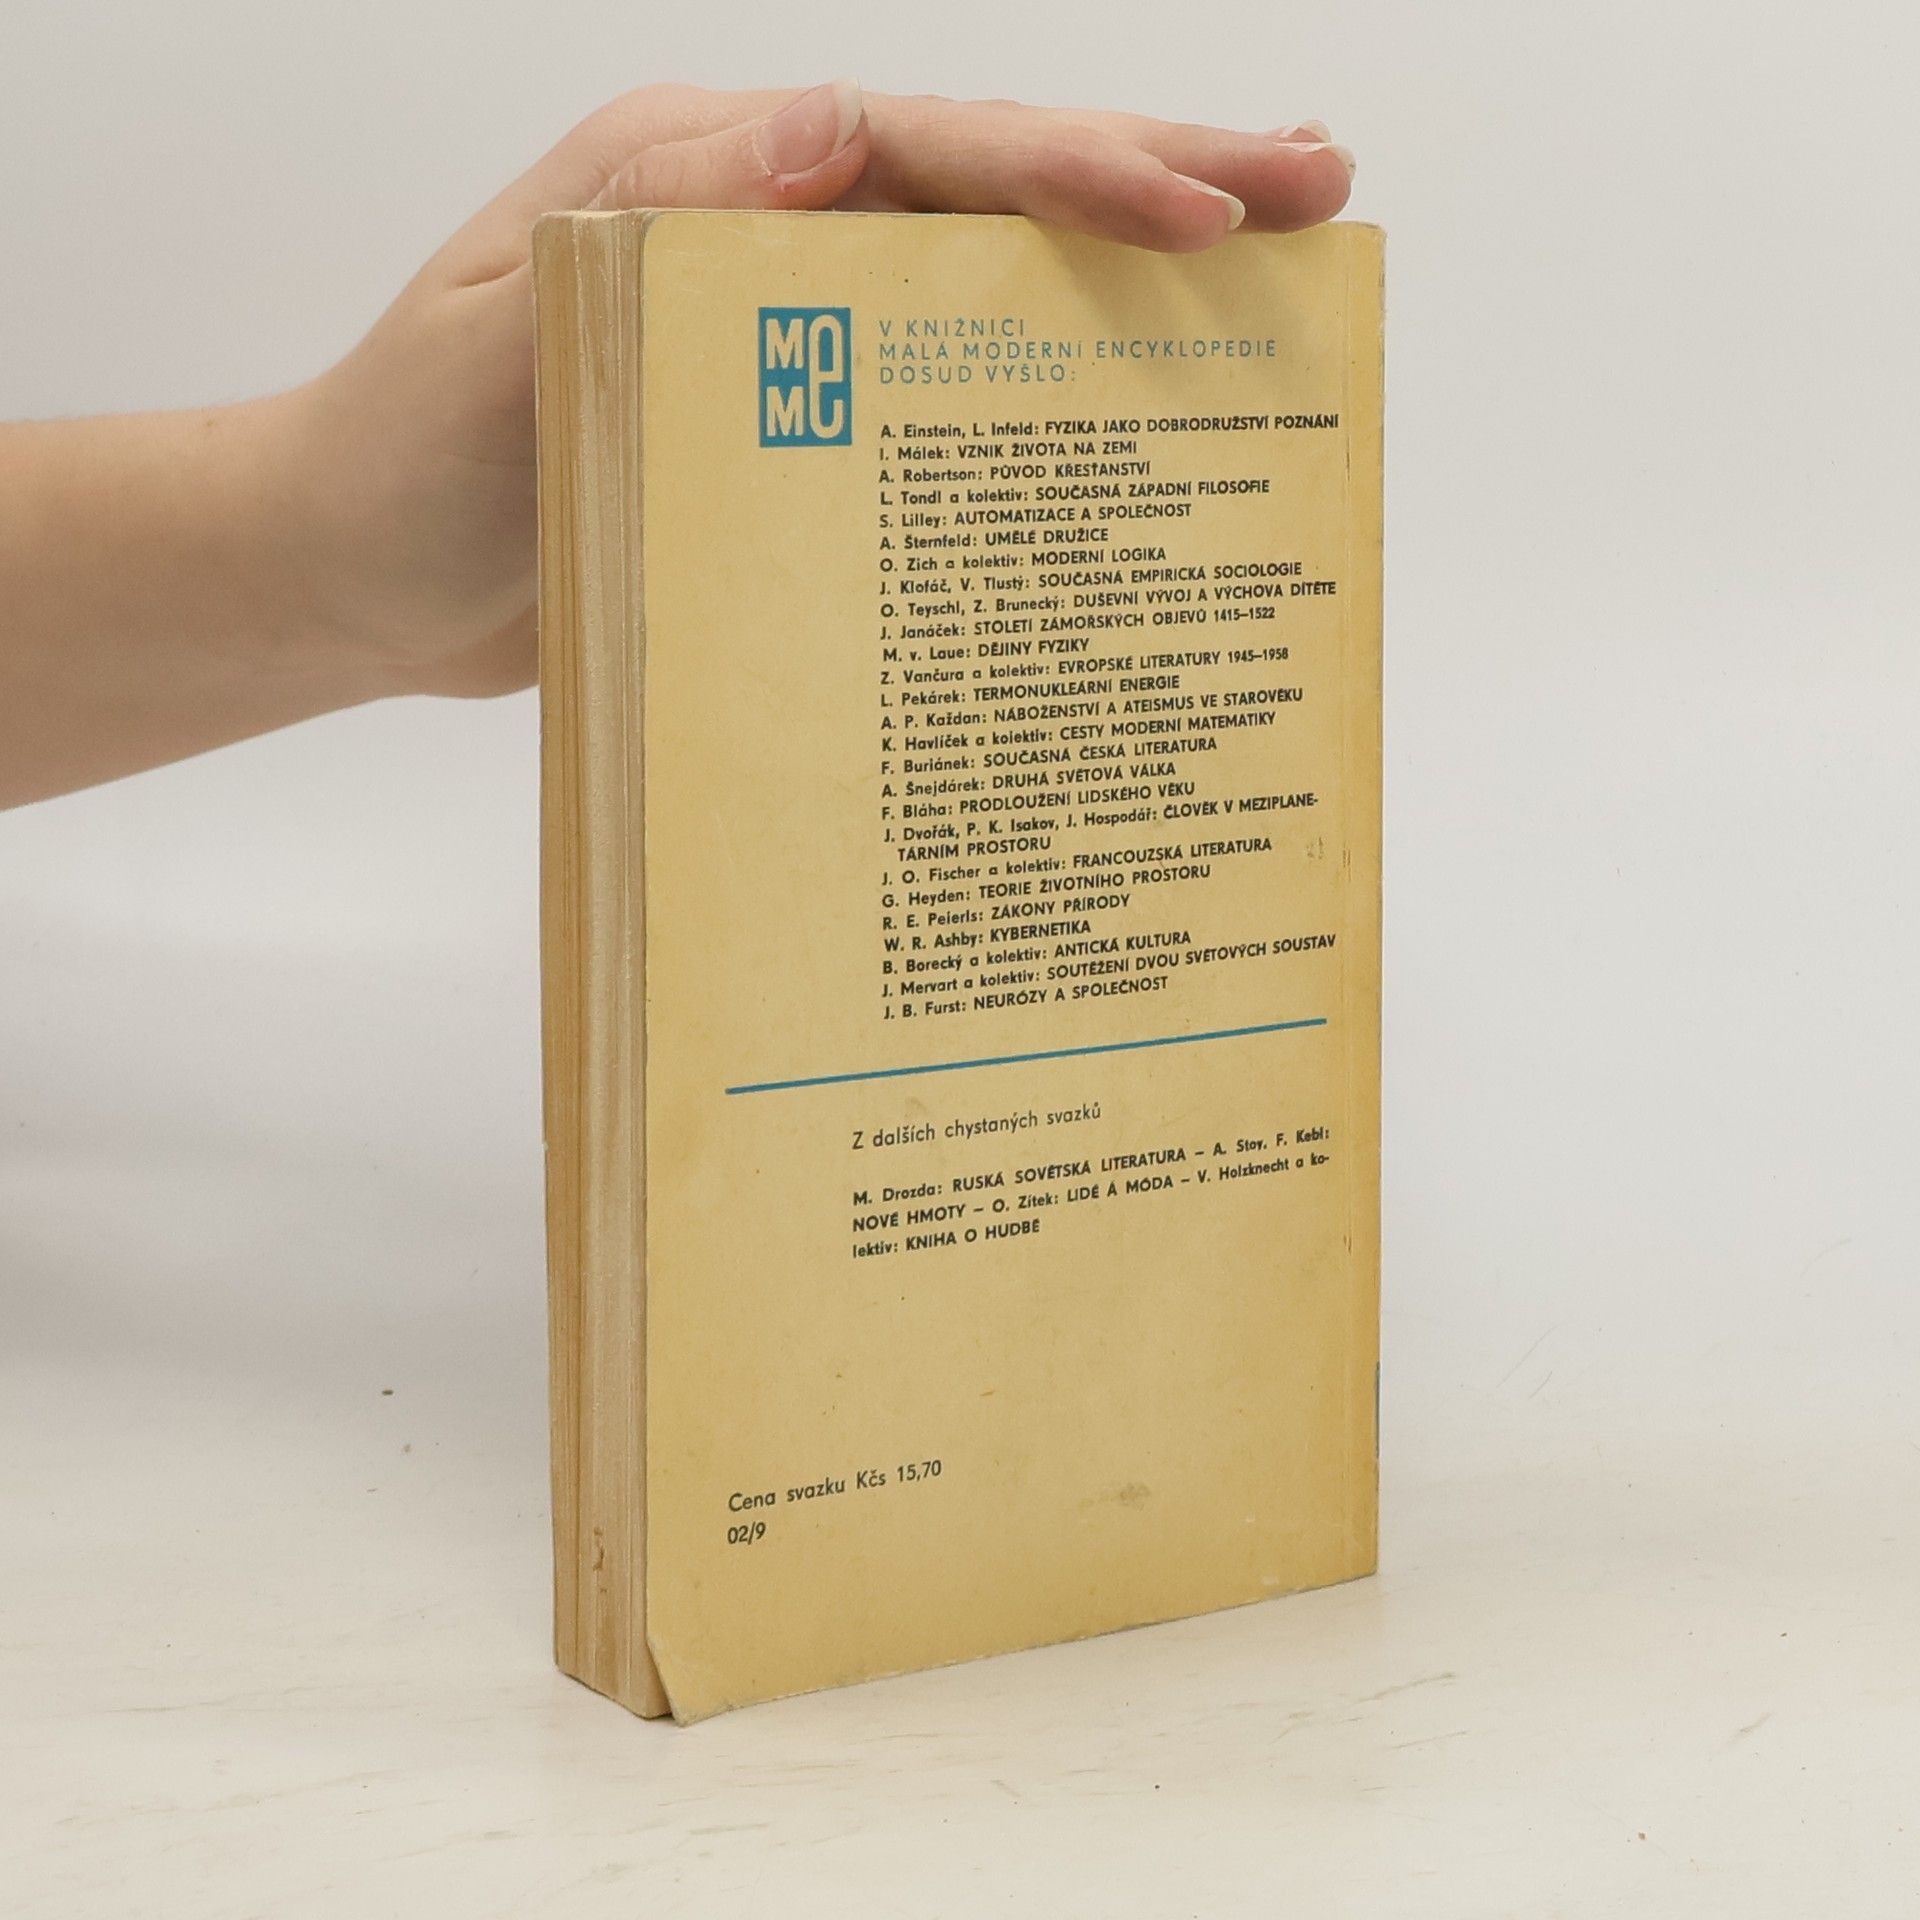 MEME
V KNIŽNICI
MALÁ MODERNÍ ENCYKLOPEDIE
DOSUD VYŠLO:
A. Einstein, L. Infeld: FYZIKA JAKO DOBRODRUŽSTVÍ POZNÁNÍ
I. Málek: VZNIK ŽIVOTA NA ZEMI
A. Robertson: PŮVOD KŘESŤANSTVÍ
L. Tondl a kolektiv: SOUČASNÁ ZÁPADNÍ FILOSOFIE
S. Lilley: AUTOMATIZACE A SPOLEČNOST
A. Šternfeld: UMĚLÉ DRUŽICE
O. Zich a kolektiv: MODERNÍ LOGIKA
J. Klofáč, V. Tlustý: SOUČASNÁ EMPIRICKÁ SOCIOLOGIE
O. Teyschl, Z. Brunecký: DUŠEVNÍ VÝVOJ A VÝCHOVA DÍTĚTE
J. Janáček: STOLETÍ ZÁMOŘSKÝCH OBJEVŮ 1415–1522
M. v. Laue: DĚJINY FYZIKY
Z. Vančura a kolektiv: EVROPSKÉ LITERATURY 1945–1958
L. Pekárek: TERMONUKLEÁRNÍ ENERGIE
A. P. Každan: NÁBOŽENSTVÍ A ATEISMUS VE STAROVĚKU
K. Havlíček a kolektiv: CESTY MODERNÍ MATEMATIKY
F. Buriánek: SOUČASNÁ ČESKÁ LITERATURA
A. Šnejdárek: DRUHÁ SVĚTOVÁ VÁLKA
F. Bláha: PRODLOUŽENÍ LIDSKÉHO VĚKU
J. Dvořák, P. K. Isakov, J. Hospodář: ČLOVĚK V MEZIPLANE-
TÁRNÍM PROSTORU
J. O. Fischer a kolektiv: FRANCOUZSKÁ LITERATURA
G. Heyden: TEORIE ŽIVOTNÍHO PROSTORU
R. E. Peierls: ZÁKONY PŘÍRODY
W. R. Ashby: KYBERNETIKA
B. Borecký a kolektiv: ANTICKÁ KULTURA
J. Mervart a kolektiv: SOUTĚŽENÍ DVOU SVĚTOVÝCH SOUSTAV
J. B. Furst: NEURÓZY A SPOLEČNOST
Z dalších chystaných svazků
M. Drozda: RUSKÁ SOVĚTSKÁ LITERATURA – A. Stoy, F. Kebl:
NOVÉ HMOTY – O. Zítek: LIDÉ A MÓDA – V. Holzknecht a ko-
lektiv: KNIHA O HUDBĚ
Cena svazku Kčs 15,70
02/9